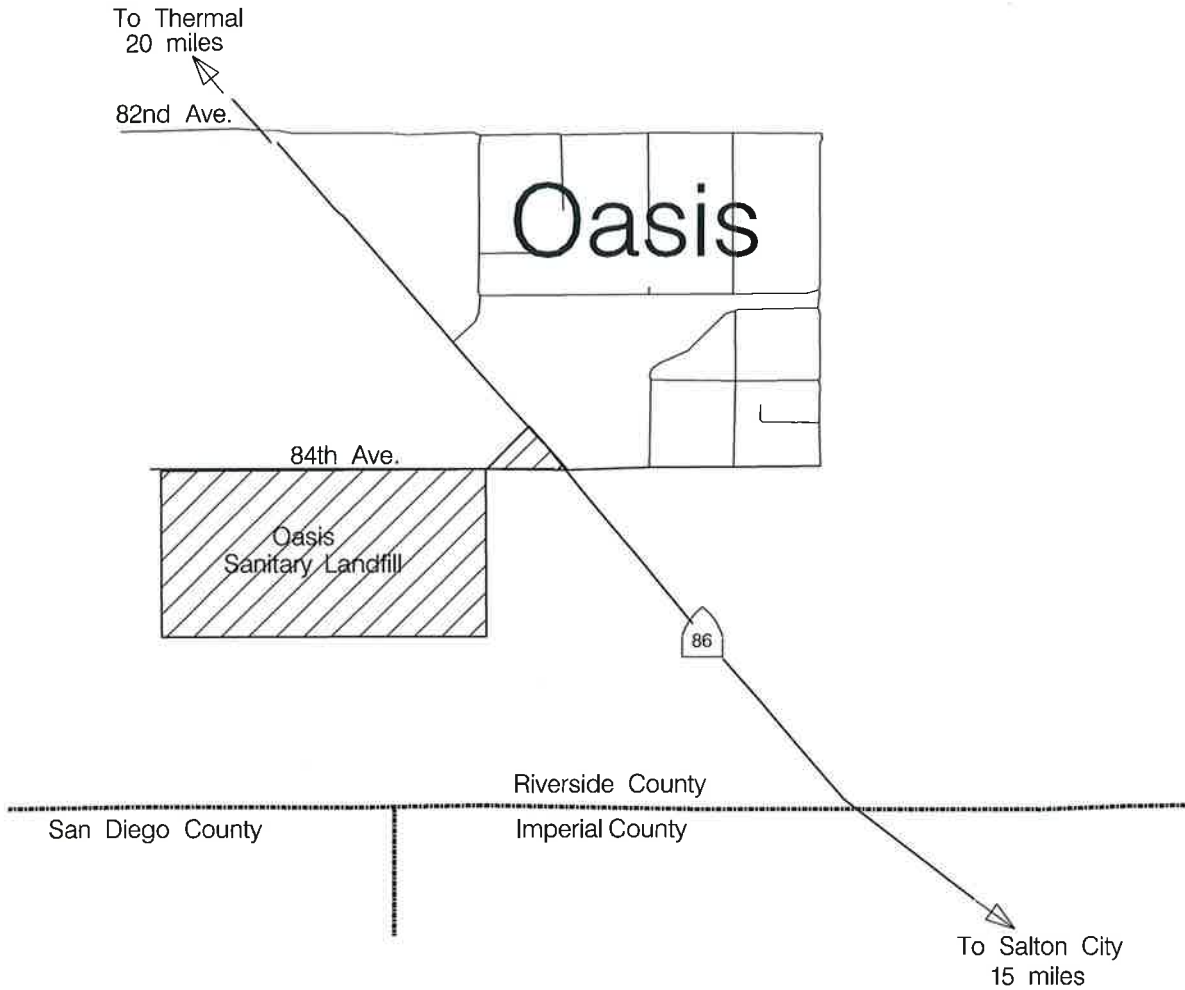 To Thermal
20 miles
82nd Ave.
Oasis
84th Ave.
Oasis
Sanitary Landfill
86
Riverside County
San Diego County
Imperial County
To Salton City
15 miles